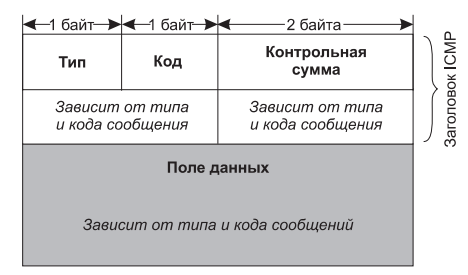 1 байт 1 байт 2 байта
Тип
Код
Контрольная
сумма
Зависит от типа
и кода сообщения
Зависит от типа
и кода сообщения
Заголовок ICMP
Поле данных
Зависит от типа и кода сообщений